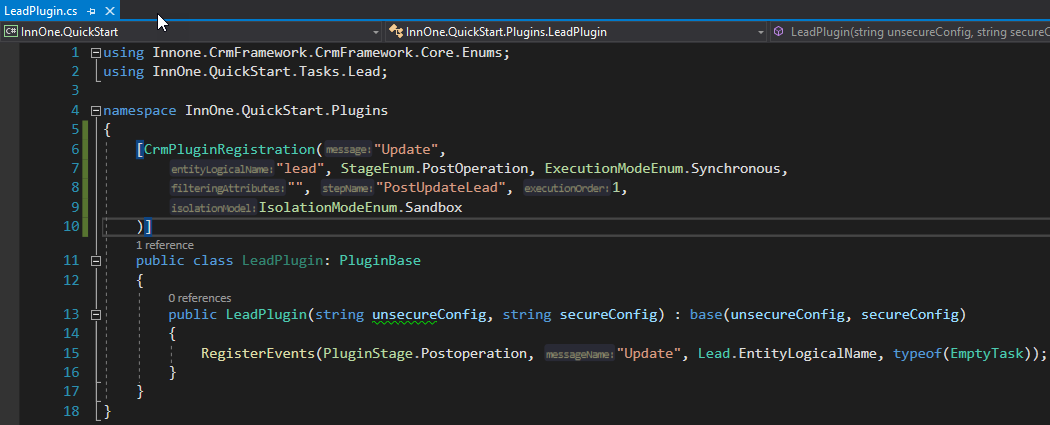 LeadPlugin.cs
InnOne.QuickStart InnOne.QuickStart.Plugins.LeadPlugin LeadPlugin(string unsecureConfig, string secureC
1 using Innone.CrmFramework.CrmFramework.Core.Enums;
2 using InnOne.QuickStart.Tasks.Lead;
3
4 namespace InnOne.QuickStart.Plugins
5 {
6 [CrmPluginRegistration(message: "Update",
7 entityLogicalName: "lead", StageEnum.PostOperation, ExecutionModeEnum.Synchronous,
8 filteringAttributes: "", stepName: "PostUpdateLead", executionOrder: 1,
9 isolationModel: IsolationModeEnum.Sandbox
10 )]
1 reference
11 public class LeadPlugin: PluginBase
12 {
0 references
13 public LeadPlugin(string unsecureConfig, string secureConfig) : base(unsecureConfig, secureConfig)
14 {
15 RegisterEvents(PluginStage.Postoperation, messageName: "Update", Lead.EntityLogicalName, typeof(EmptyTask));
16 }
17 }
18 }